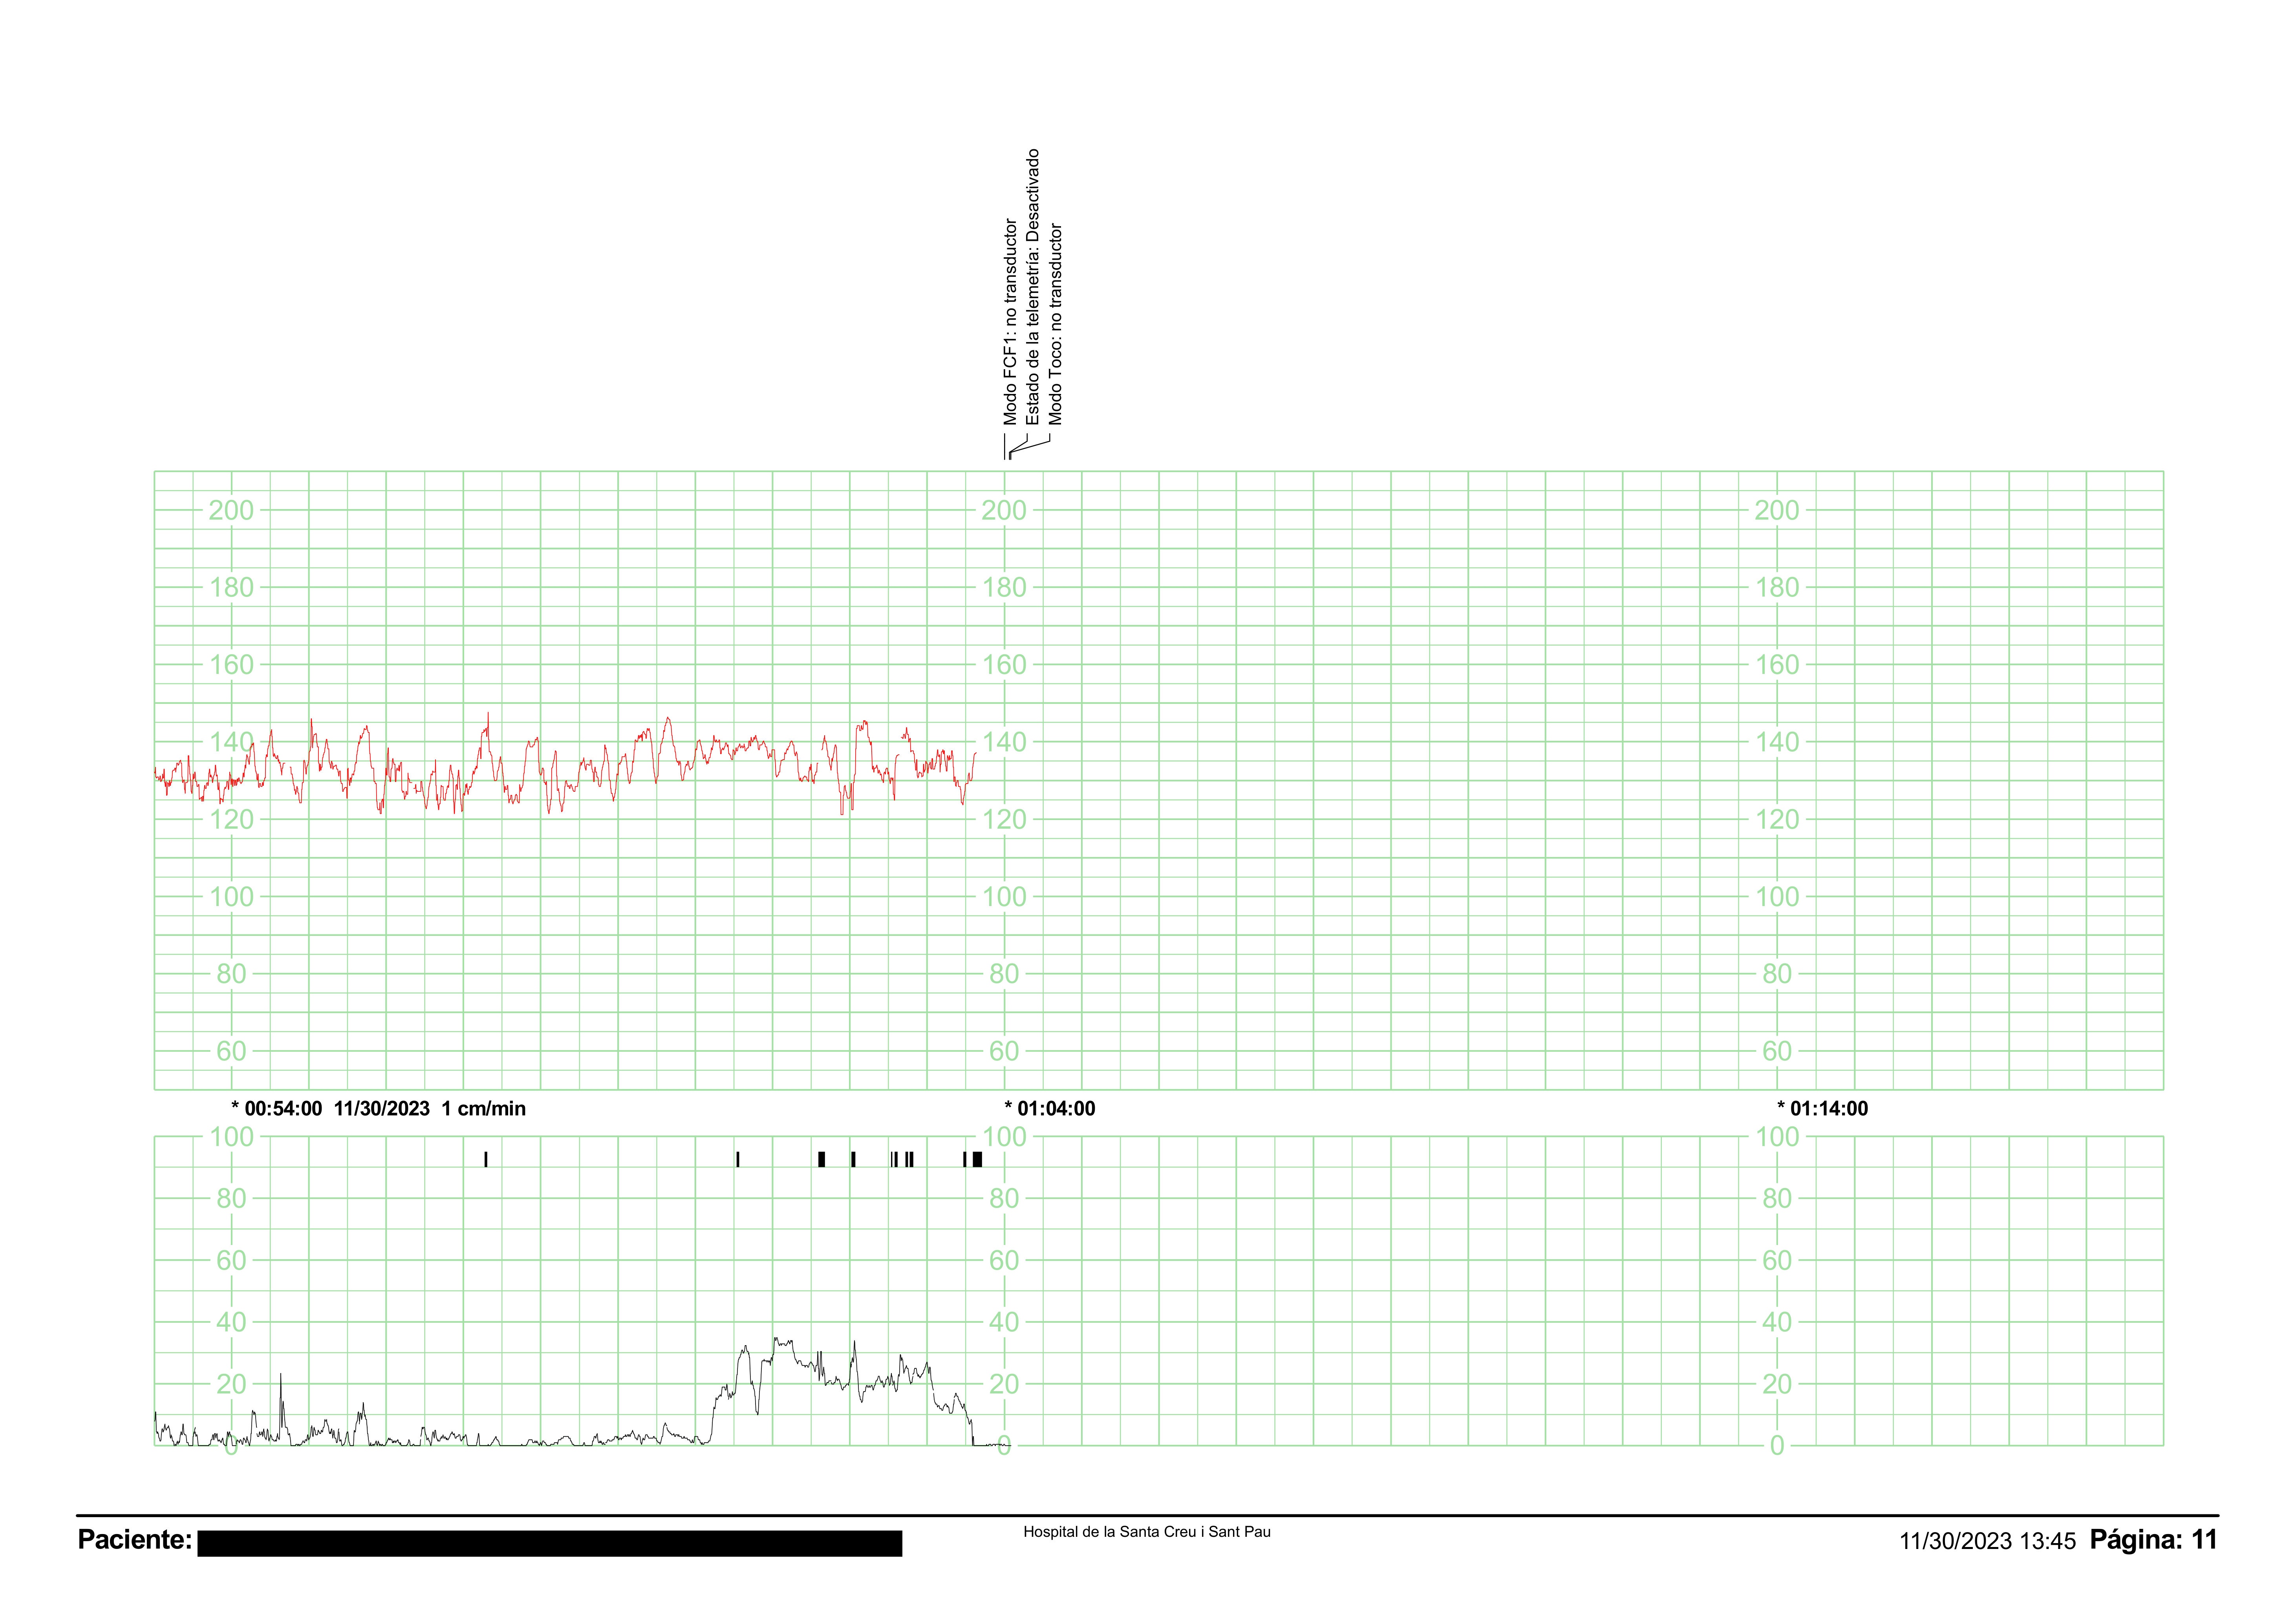 Modo FCF1: no transductor
Estado de la telemetría: Desactivado
Modo Toco: no transductor
200 200 200
180 180 180
160 160 160
140 140 140
120 120 120
100 100 100
80 80 80
60 60 60
* 00:54:00 11/30/2023 1 cm/min * 01:04:00 * 01:14:00
100 100 100
80 80 80
60 60 60
40 40 40
20 20 20
0 0 0
Paciente: Hospital de la Santa Creu i Sant Pau 11/30/2023 13:45 Página: 11